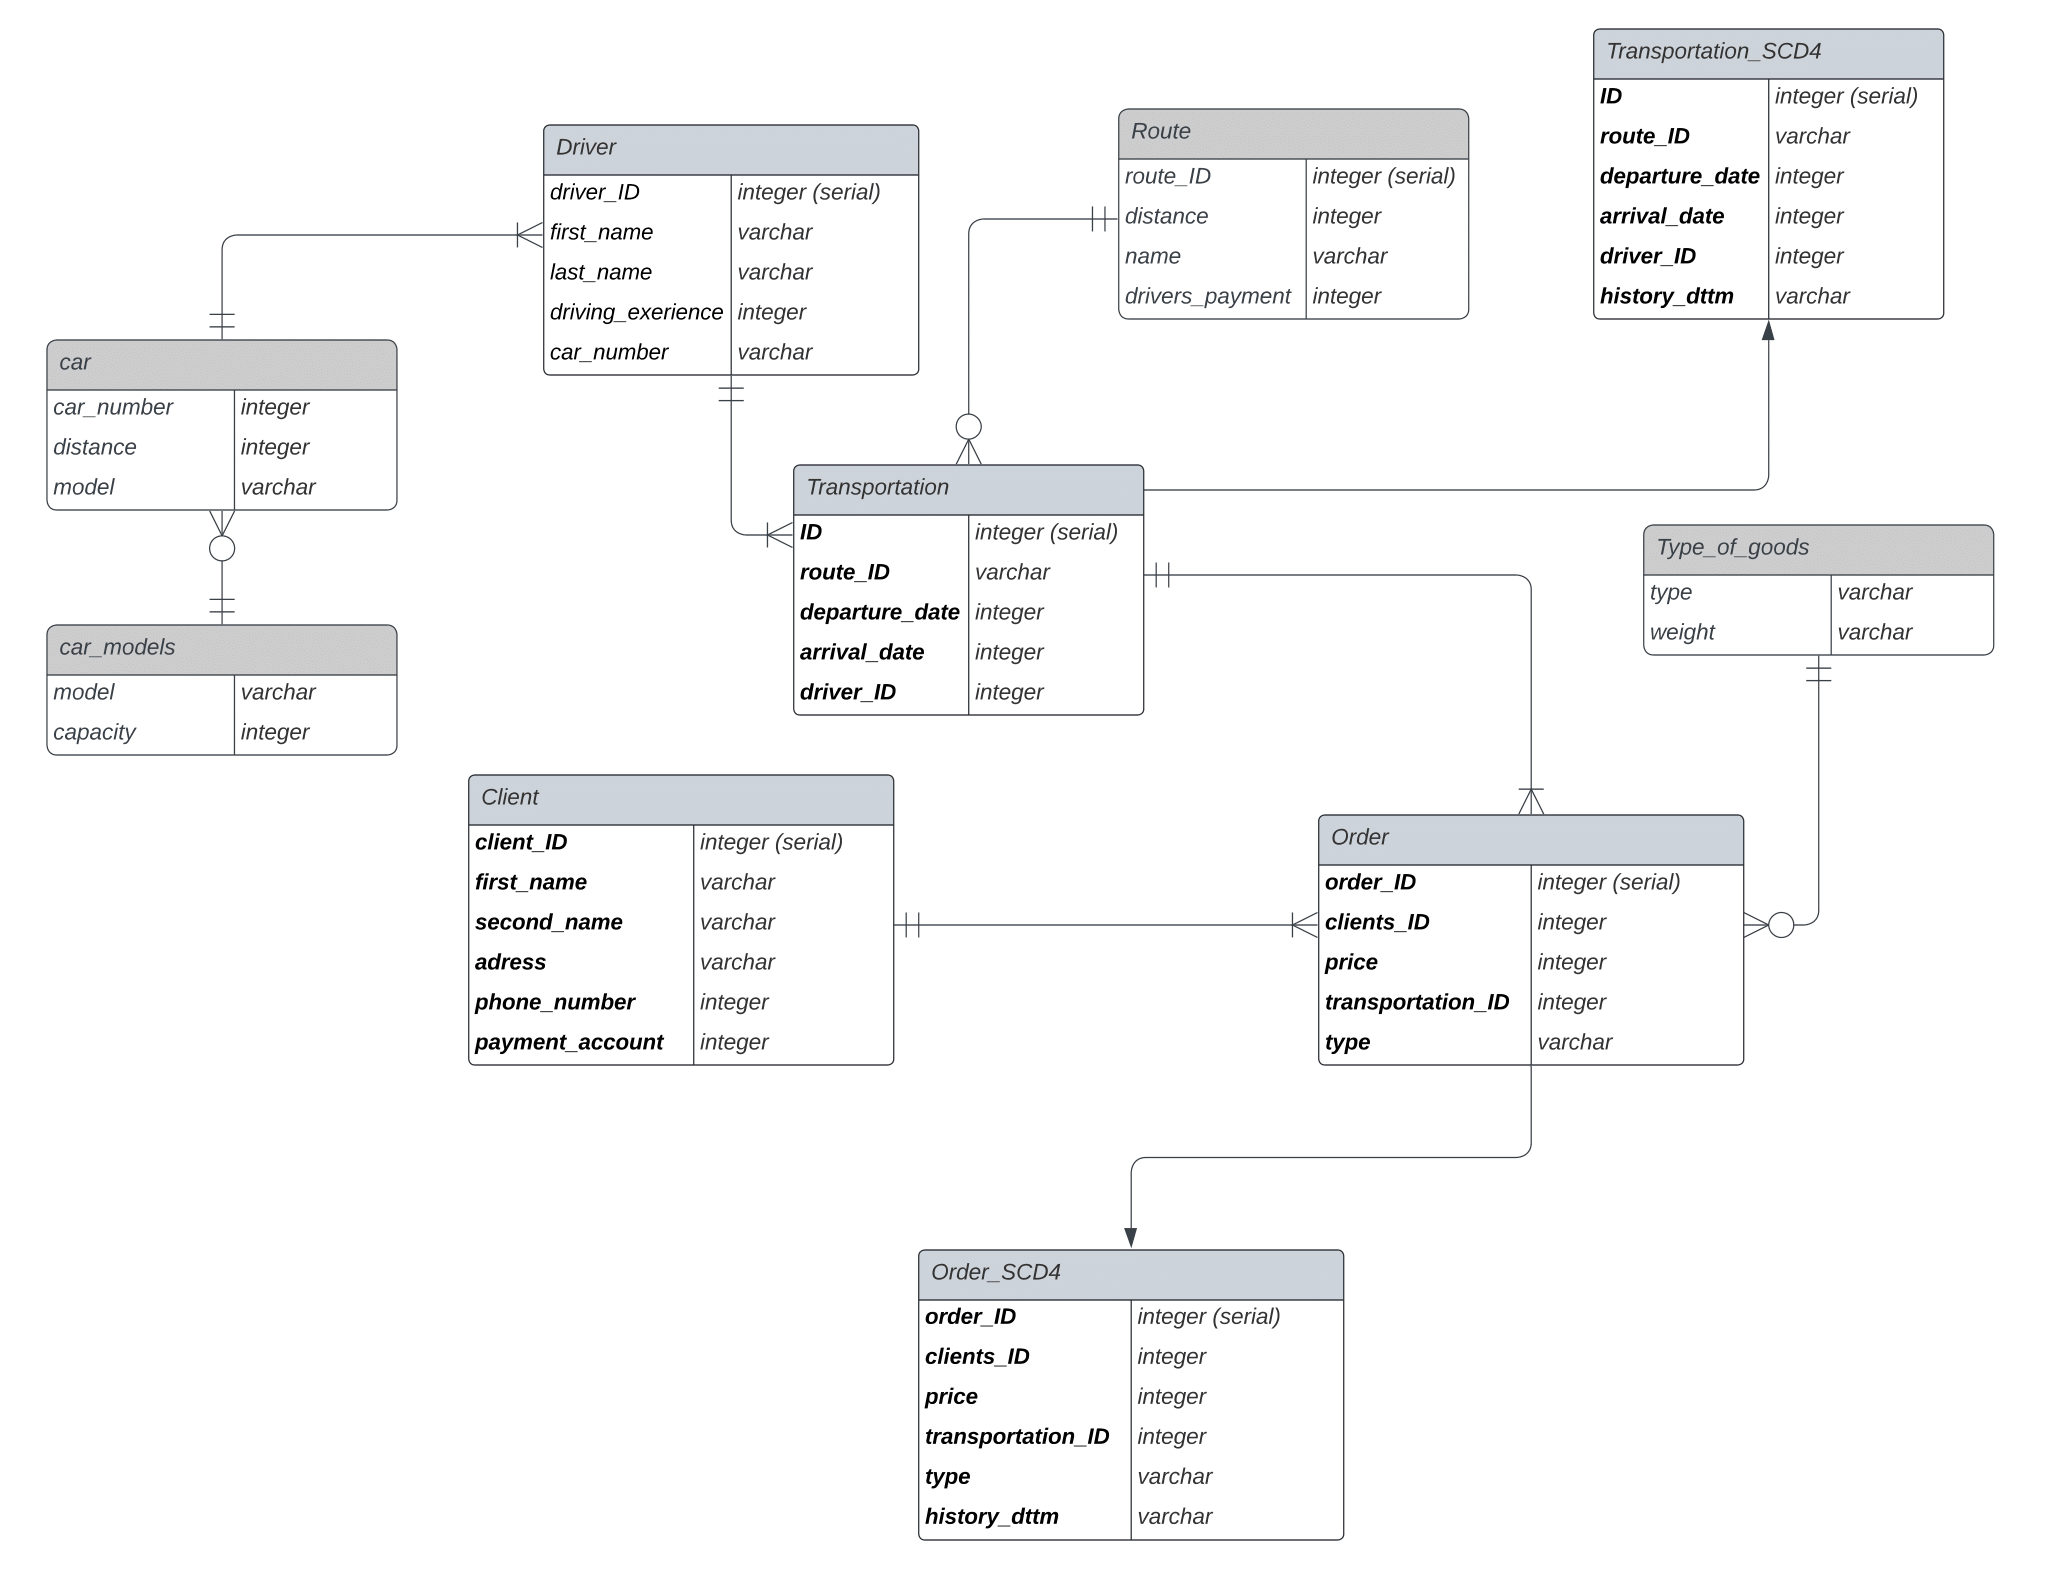 Transportation_SCD4
ID integer (serial)
route_ID varchar
departure_date integer
arrival_date integer
driver_ID integer
history_dttm varchar
Route
route_ID integer (serial)
distance integer
name varchar
drivers_payment integer
Driver
driver_ID integer (serial)
first_name varchar
last_name varchar
driving_exerience integer
car_number varchar
car
car_number integer
distance integer
model varchar
car_models
model varchar
capacity integer
Transportation
ID integer (serial)
route_ID varchar
departure_date integer
arrival_date integer
driver_ID integer
Type_of_goods
type varchar
weight varchar
Client
client_ID integer (serial)
first_name varchar
second_name varchar
adress varchar
phone_number integer
payment_account integer
Order
order_ID integer (serial)
clients_ID integer
price integer
transportation_ID integer
type varchar
Order_SCD4
order_ID integer (serial)
clients_ID integer
price integer
transportation_ID integer
type varchar
history_dttm varchar